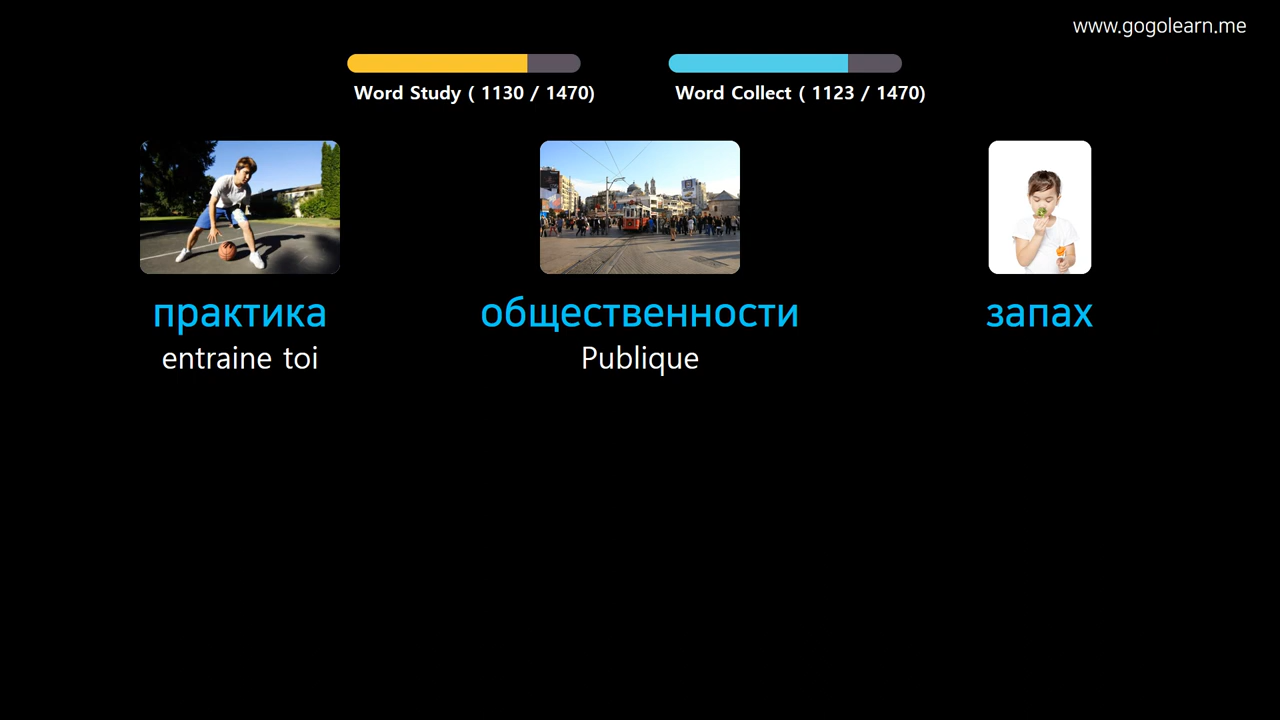 www.gogolearn.me
Word Study ( 1130 / 1470)
Word Collect ( 1123 / 1470)
практика
общественности
запах
entraine toi
Publique